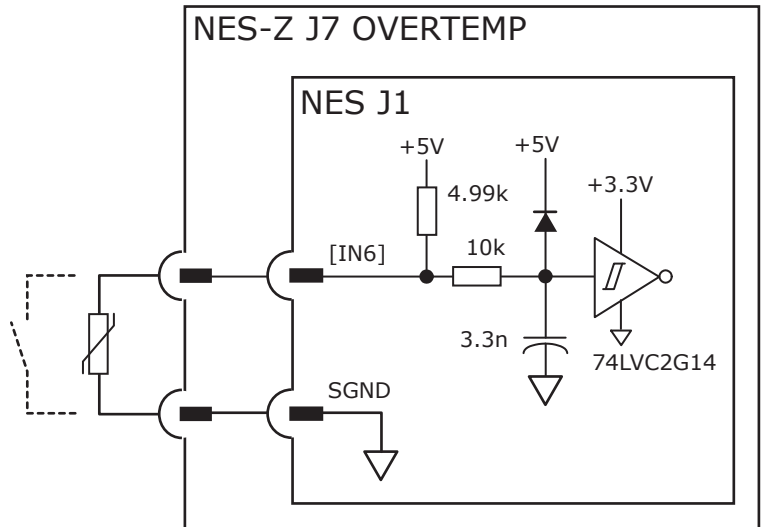 NES-Z J7 OVERTEMP
NES J1
+5V
+5V
+3.3V
4.99k
[IN6]
10k
3.3n
74LVC2G14
SGND